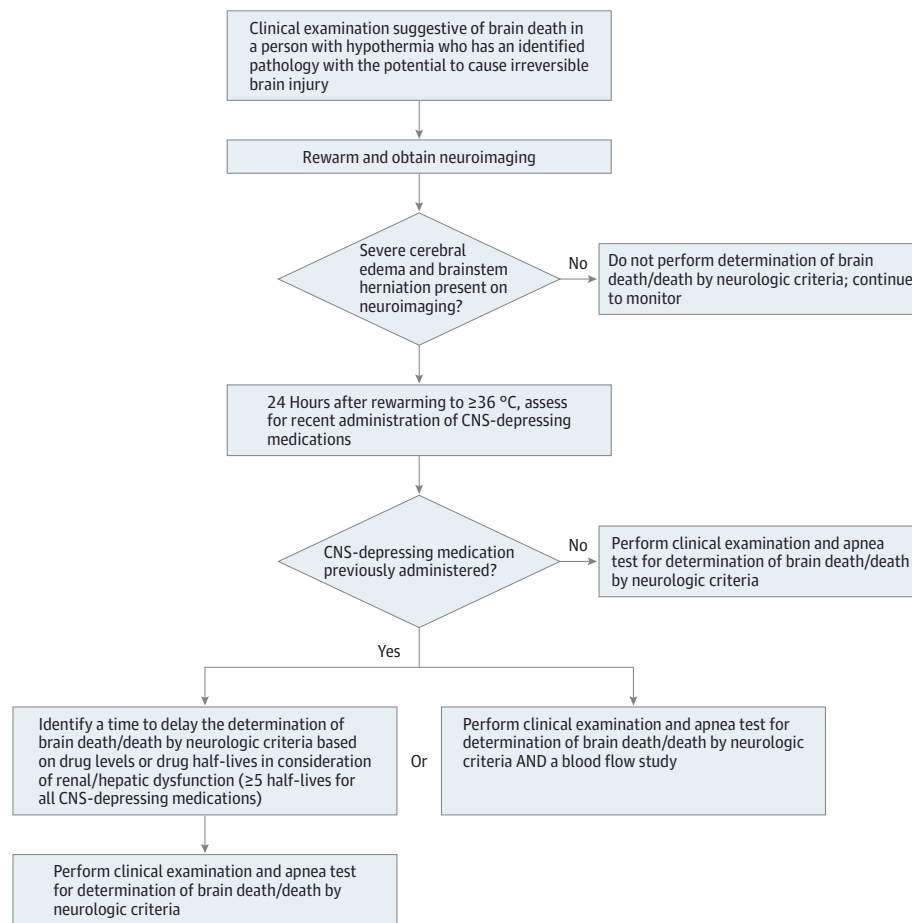 Clinical examination suggestive of brain death in
a person with hypothermia who has an identified
pathology with the potential to cause irreversible
brain injury
Rewarm and obtain neuroimaging
Severe cerebral
edema and brainstem
herniation present on
neuroimaging?
No
Do not perform determination of brain
death/death by neurologic criteria; continue
to monitor
24 Hours after rewarming to ≥36 °C, assess
for recent administration of CNS-depressing
medications
CNS-depressing medication
previously administered?
No
Perform clinical examination and apnea
test for determination of brain death/death
by neurologic criteria
Yes
Identify a time to delay the determination of
brain death/death by neurologic criteria based
on drug levels or drug half-lives in consideration
of renal/hepatic dysfunction (≥5 half-lives for
all CNS-depressing medications)
Or
Perform clinical examination and apnea test for
determination of brain death/death by neurologic
criteria AND a blood flow study
Perform clinical examination and apnea test
for determination of brain death/death by
neurologic criteria